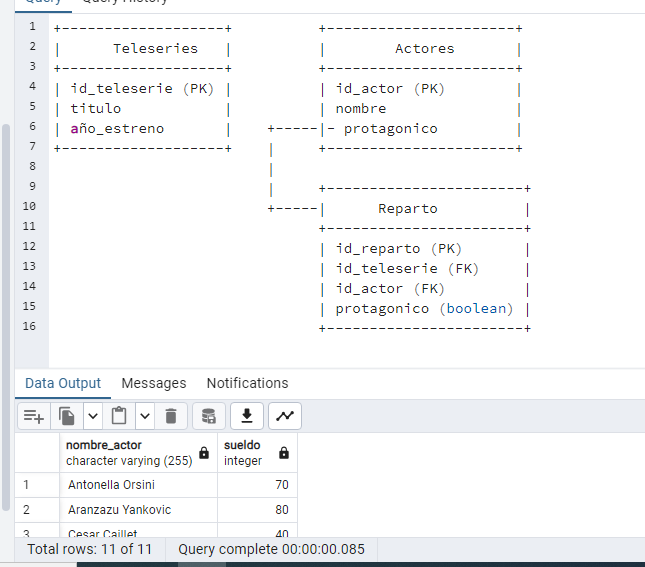 Query Query History
1 +-------------------+ +-----------------------+
2 | Teleseries | | Actores |
3 +-------------------+ +-----------------------+
4 | id_teleserie (PK) | | id_actor (PK) |
5 | titulo | | nombre |
6 | año_estreno | +-----|- protagonico |
7 +-------------------+ | +-----------------------+
8 |
9 | +-----------------------+
10 +-----| Reparto |
11 +-----------------------+
12 | id_reparto (PK) |
13 | id_teleserie (FK) |
14 | id_actor (FK) |
15 | protagonico (boolean) |
16 +-----------------------+
Data Output Messages Notifications
nombre_actor sueldo
character varying (255) integer
1 Antonella Orsini 70
2 Aranzazu Yankovic 80
3 Cesar Caillet 40
Total rows: 11 of 11 Query complete 00:00:00.085